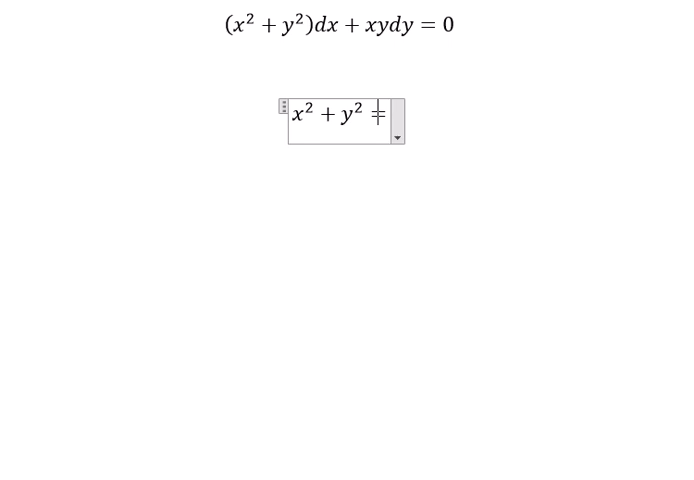 (x² + y²)dx + xydy = 0
x² + y² =